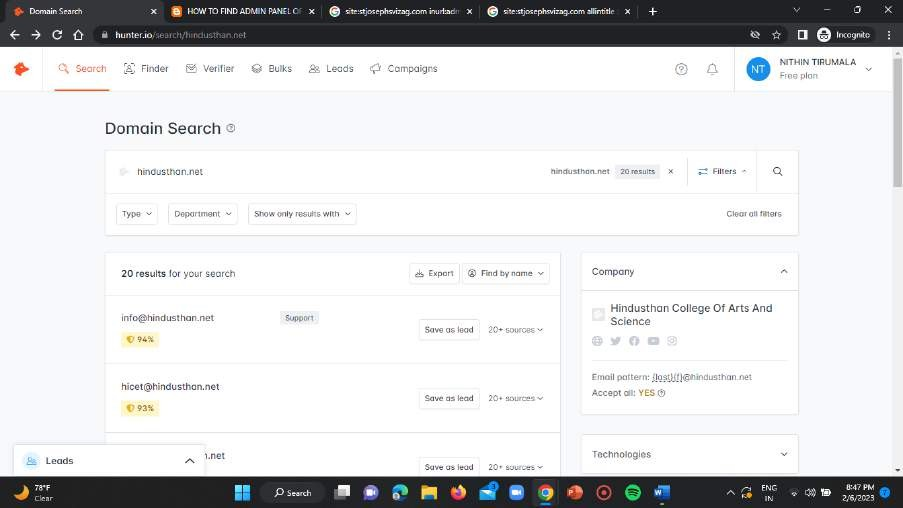 Domain Search
HOW TO FIND ADMIN PANEL OF
site:stjosephsvizag.com inurl:adm
site:stjosephsvizag.com allintitle
hunter.io/search/hindusthan.net
Incognito
Search
Finder
Verifier
Bulks
Leads
Campaigns
NT
NITHIN TIRUMALA
Free plan
Domain Search
hindusthan.net
hindusthan.net 20 results
Filters
Type
Department
Show only results with
Clear all filters
20 results for your search
Export
Find by name
Company
info@hindusthan.net
Support
94%
Save as lead
20+ sources
Hindusthan College Of Arts And
Science
Email pattern: {last}{f}@hindusthan.net
Accept all: YES
hicet@hindusthan.net
93%
Save as lead
20+ sources
Technologies
n.net
Save as lead
20+ sources
Leads
78°F
Clear
Search
3
ENG
IN
8:47 PM
2/6/2023
7